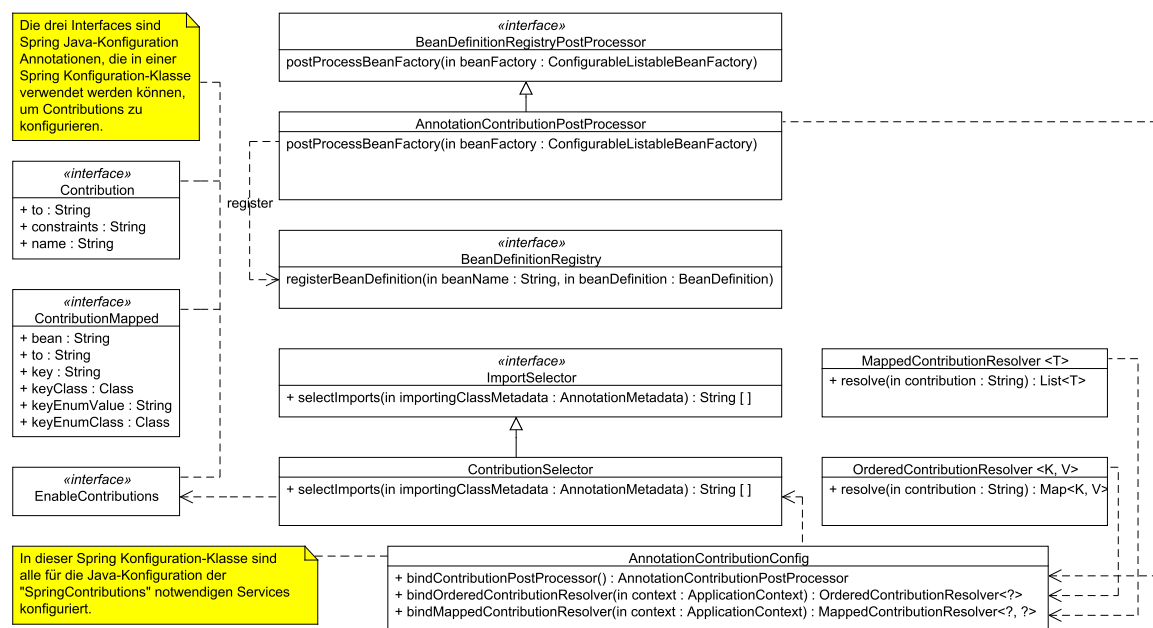 Die drei Interfaces sind
Spring Java-Konfiguration
Annotationen, die in einer
Spring Konfiguration-Klasse
verwendet werden können,
um Contributions zu
konfigurieren.
«interface»
BeanDefinitionRegistryPostProcessor
postProcessBeanFactory(in beanFactory : ConfigurableListableBeanFactory)
AnnotationContributionPostProcessor
postProcessBeanFactory(in beanFactory : ConfigurableListableBeanFactory)
«interface»
Contribution
+ to : String
+ constraints : String
+ name : String
register
«interface»
BeanDefinitionRegistry
registerBeanDefinition(in beanName : String, in beanDefinition : BeanDefinition)
«interface»
ContributionMapped
+ bean : String
+ to : String
+ key : String
+ keyClass : Class
+ keyEnumValue : String
+ keyEnumClass : Class
«interface»
ImportSelector
+ selectImports(in importingClassMetadata : AnnotationMetadata) : String [ ]
MappedContributionResolver <T>
+ resolve(in contribution : String) : List<T>
«interface»
EnableContributions
ContributionSelector
+ selectImports(in importingClassMetadata : AnnotationMetadata) : String [ ]
OrderedContributionResolver <K, V>
+ resolve(in contribution : String) : Map<K, V>
In dieser Spring Konfiguration-Klasse sind
alle für die Java-Konfiguration der
"SpringContributions" notwendigen Services
konfiguriert.
AnnotationContributionConfig
+ bindContributionPostProcessor() : AnnotationContributionPostProcessor
+ bindOrderedContributionResolver(in context : ApplicationContext) : OrderedContributionResolver<?>
+ bindMappedContributionResolver(in context : ApplicationContext) : MappedContributionResolver<?, ?>